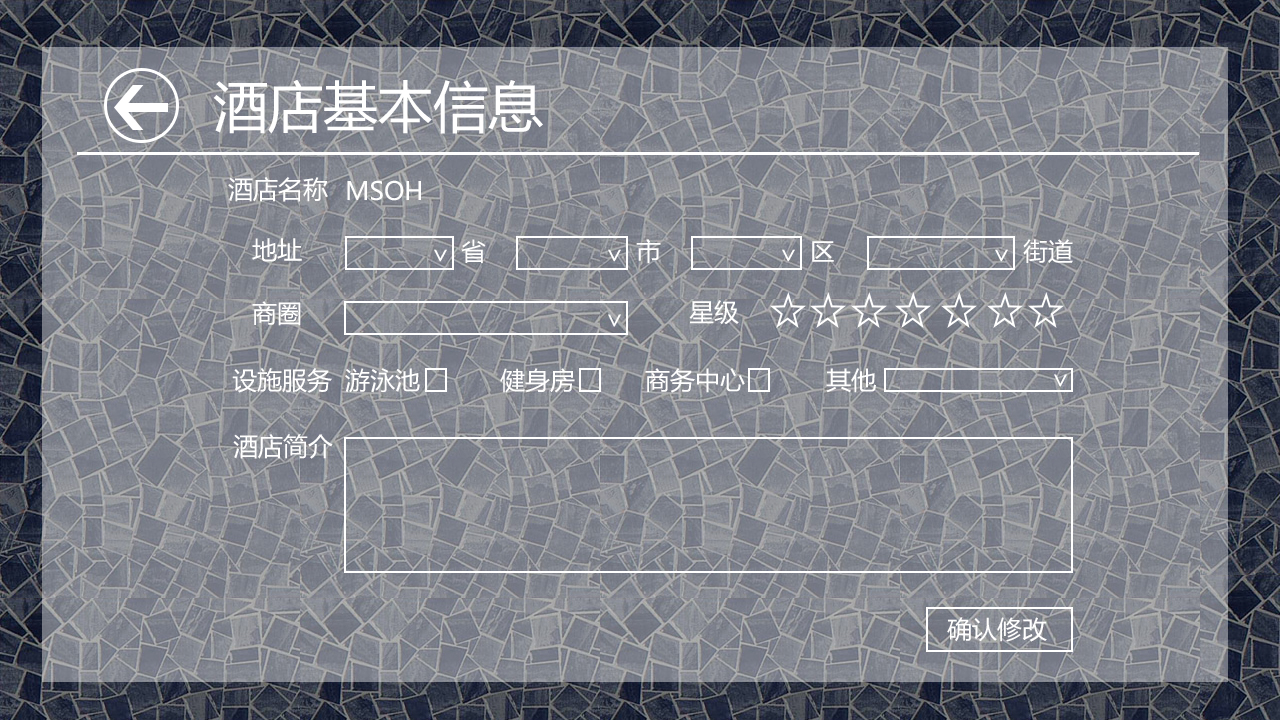 酒店基本信息
酒店名称 MSOH
地址 省 市 区 街道
商圈 星级
设施服务 游泳池 健身房 商务中心 其他
酒店简介
确认修改